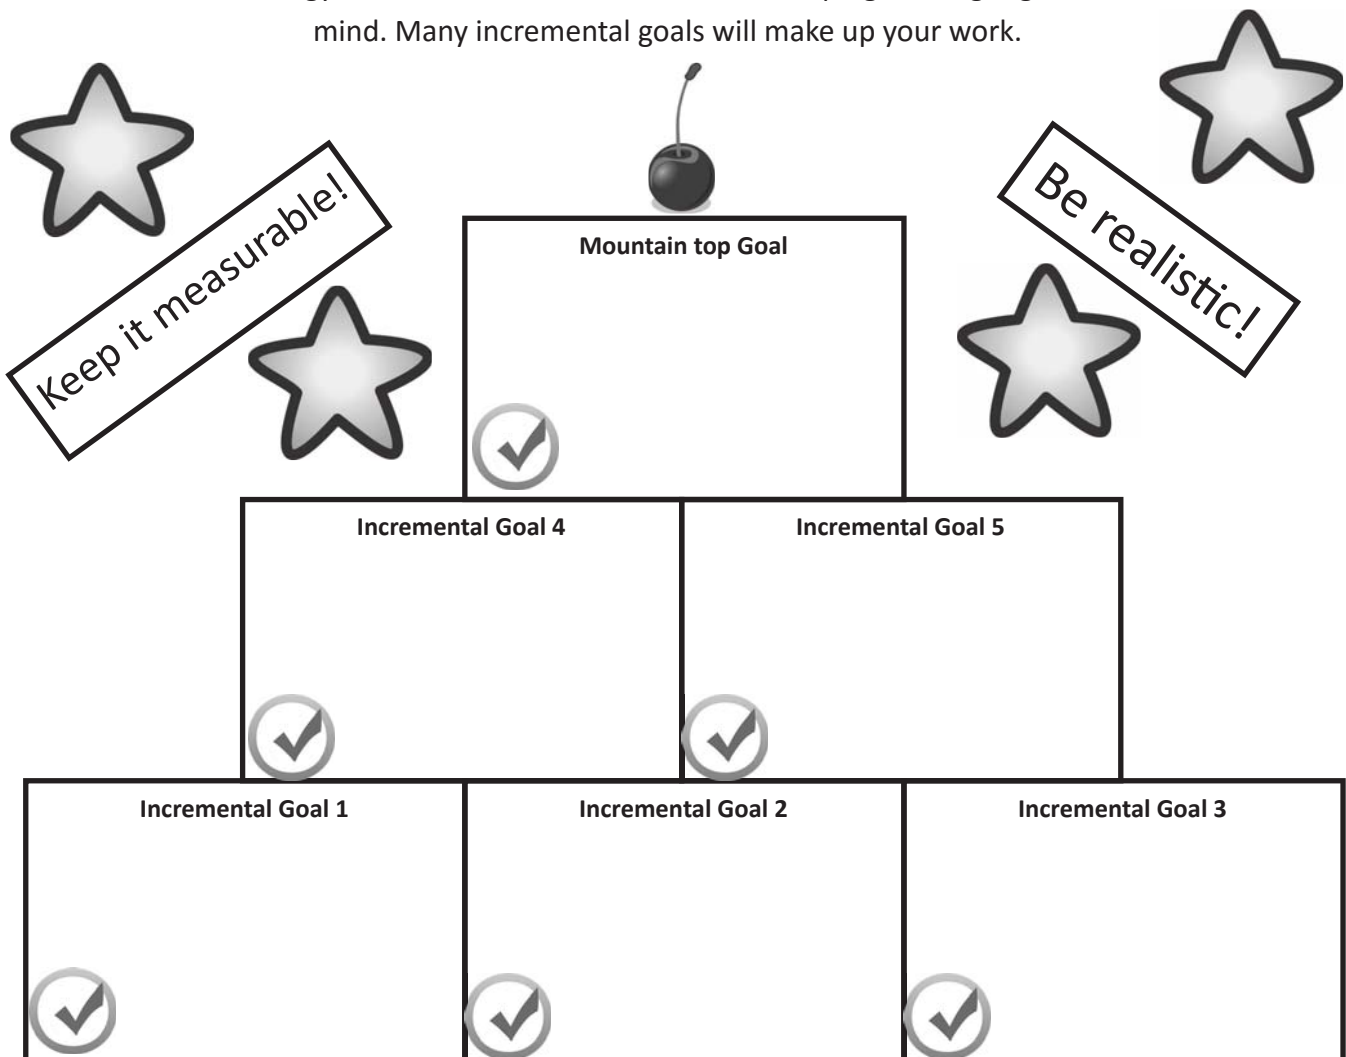 mind. Many incremental goals will make up your work.
Keep it measurable!
Be realistic!
Mountain top Goal
Incremental Goal 4
Incremental Goal 5
Incremental Goal 1
Incremental Goal 2
Incremental Goal 3